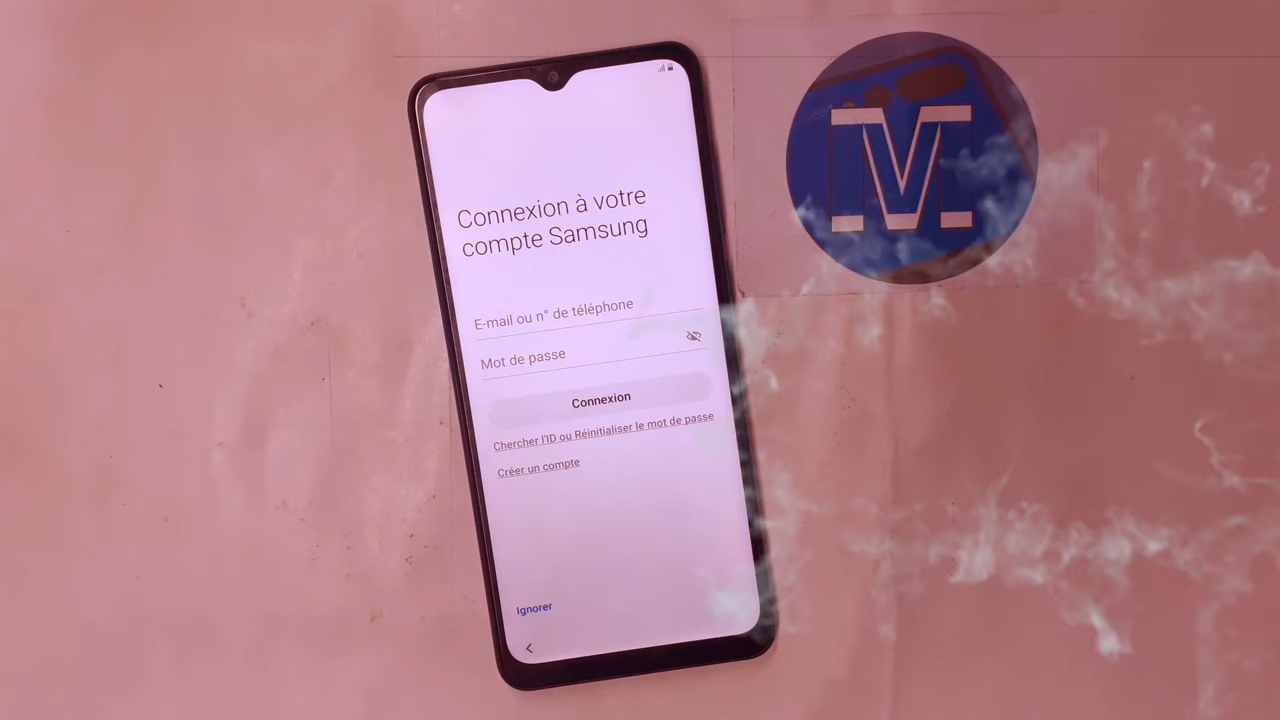 Connexion à votre
compte Samsung
E-mail ou n° de téléphone
Mot de passe
Connexion
Chercher l'ID ou Réinitialiser le mot de passe
Créer un compte
Ignorer
M